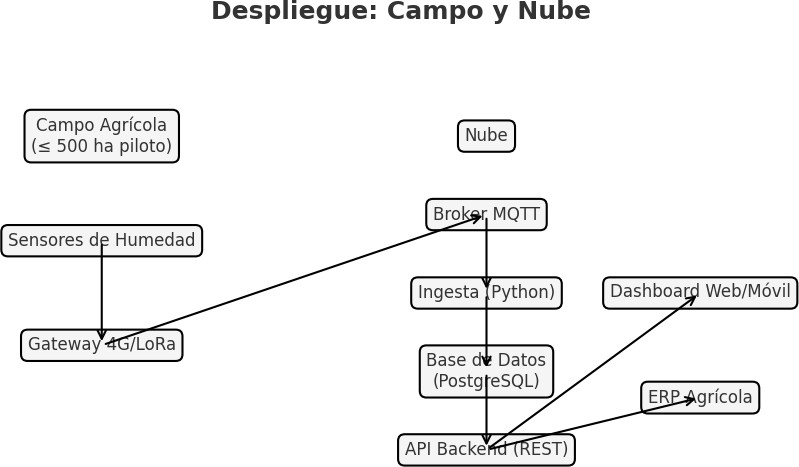 Despliegue: Campo y Nube
Campo Agrícola
(≤ 500 ha piloto)
Nube
Broker MQTT
Sensores de Humedad
Ingesta (Python)
Dashboard Web/Móvil
Gateway 4G/LoRa
Base de Datos
(PostgreSQL)
ERP Agrícola
API Backend (REST)